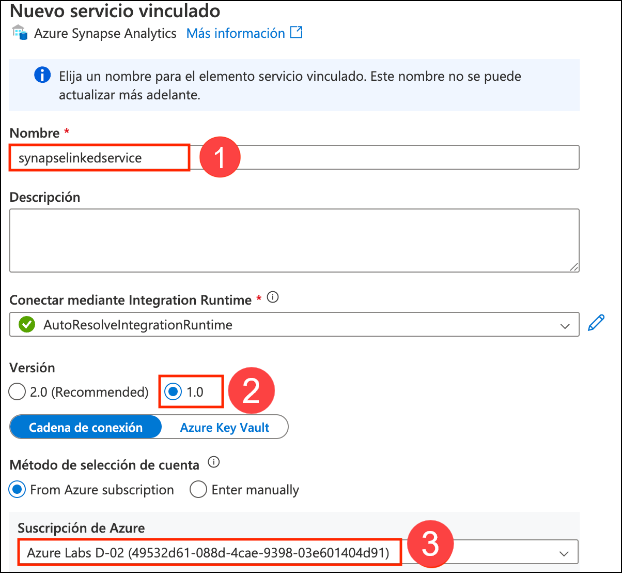 Nuevo servicio vinculado
Azure Synapse Analytics Más información
Elija un nombre para el elemento servicio vinculado. Este nombre no se puede
actualizar más adelante.
Nombre *
synapselinkedservice
1
Descripción
Conectar mediante Integration Runtime *
AutoResolveIntegrationRuntime
Versión
2.0 (Recommended) 1.0
2
Cadena de conexión Azure Key Vault
Método de selección de cuenta
From Azure subscription Enter manually
Suscripción de Azure
Azure Labs D-02 (49532d61-088d-4cae-9398-03e601404d91)
3